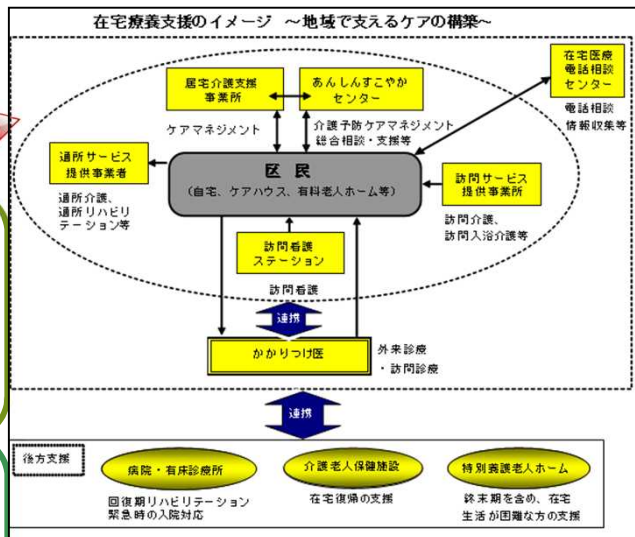 在宅療養支援のイメージ ~地域で支えるケアの構築~
居宅介護支援
事業所
あんしんすこやか
センター
在宅医療
電話相談
センター
電話相談
情報収集等
ケアマネジメント
介護予防ケアマネジメント
総合相談・支援等
通所サービス
提供事業者
通所介護、
通所リハビリ
テーション等
区 民
(自宅、ケアハウス、有料老人ホーム等)
訪問サービス
提供事業所
訪問介護、
訪問入浴介護等
訪問看護
ステーション
訪問看護
連携
かかりつけ医
外来診療
・訪問診療
連携
後方支援
病院・有床診療所
回復期リハビリテーション
緊急時の入院対応
介護老人保健施設
在宅復帰の支援
特別養護老人ホーム
終末期を含め、在宅
生活が困難な方の支援